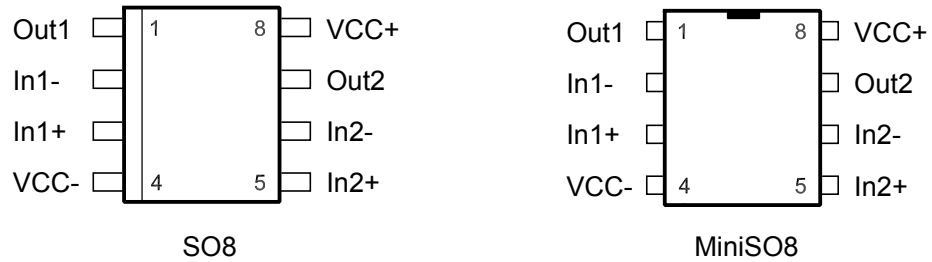 Out1 1 8 VCC+
In1- Out2
In1+ In2-
VCC- 4 5 In2+
SO8
Out1 1 8 VCC+
In1- Out2
In1+ In2-
VCC- 4 5 In2+
MiniSO8